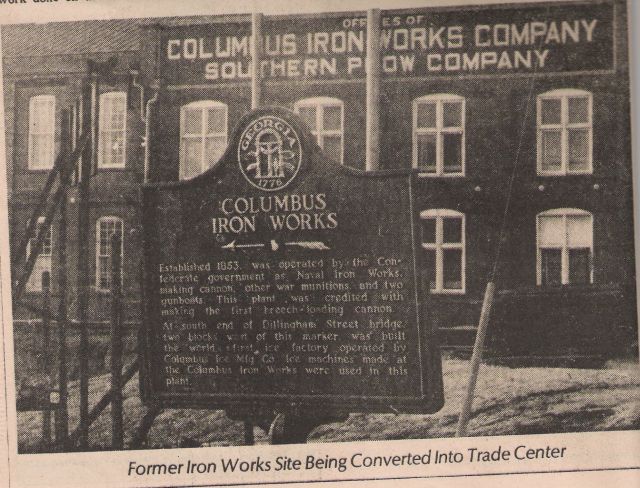 OFFICES OF
COLUMBUS IRON WORKS COMPANY
SOUTHERN PLOW COMPANY
GEORGIA
1776
COLUMBUS
IRON WORKS
Established 1853, was operated by the Con-
federate government as Naval Iron Works,
making cannon, other war munitions, and two
gunboats. This plant was credited with
making the first breech-loading cannon.
At south end of Dillingham Street bridge,
two blocks west of this marker was built
the world's first ice factory operated by
Columbus Ice Mfg Co. Ice machines made at
the Columbus Iron Works were used in this
plant.
Former Iron Works Site Being Converted Into Trade Center